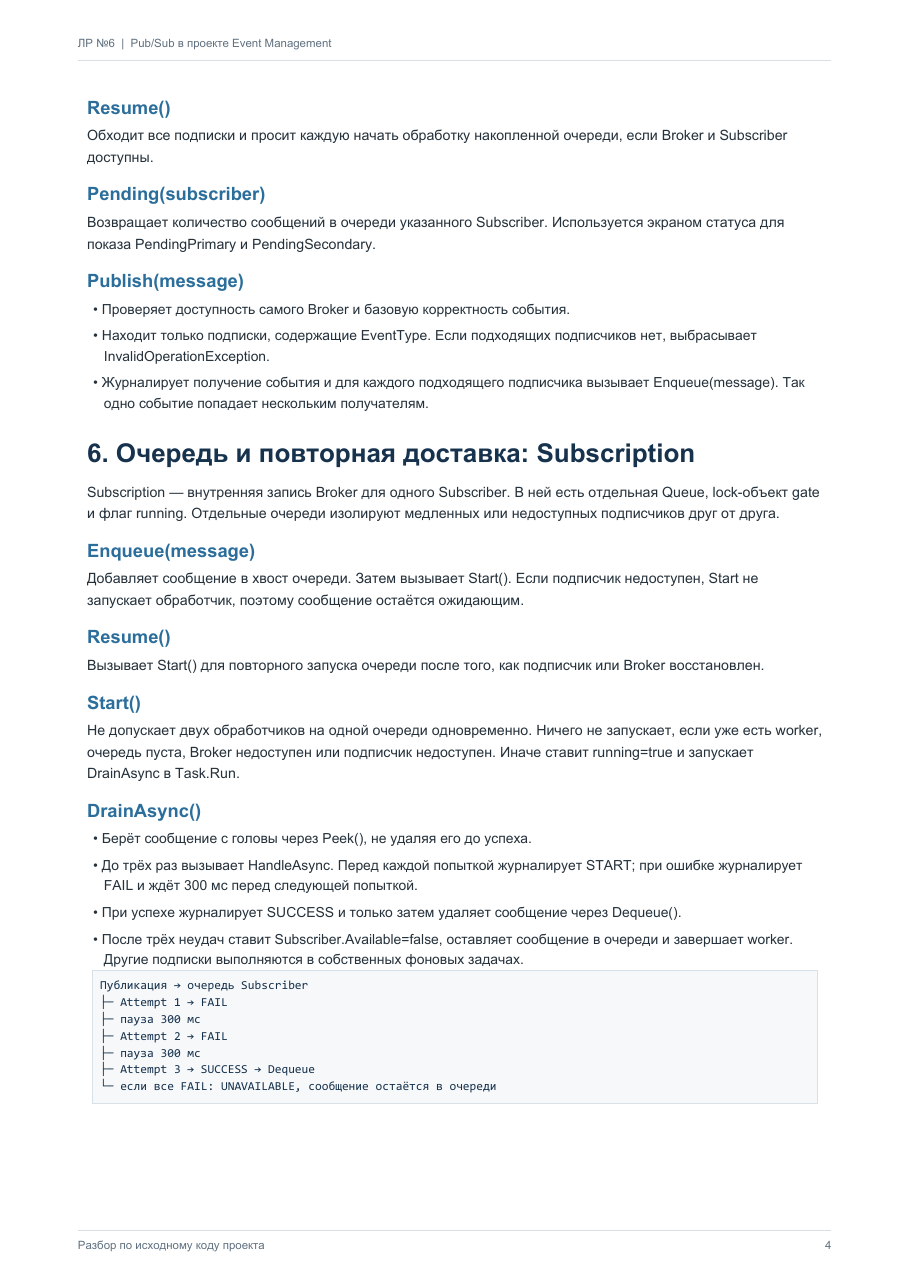 ЛР №6 | Pub/Sub в проекте Event Management
Resume()
Обходит все подписки и просит каждую начать обработку накопленной очереди, если Broker и Subscriber
доступны.
Pending(subscriber)
Возвращает количество сообщений в очереди указанного Subscriber. Используется экраном статуса для
показа PendingPrimary и PendingSecondary.
Publish(message)
• Проверяет доступность самого Broker и базовую корректность события.
• Находит только подписки, содержащие EventType. Если подходящих подписчиков нет, выбрасывает
InvalidOperationException.
• Журналирует получение события и для каждого подходящего подписчика вызывает Enqueue(message). Так
одно событие попадает нескольким получателям.
6. Очередь и повторная доставка: Subscription
Subscription — внутренняя запись Broker для одного Subscriber. В ней есть отдельная Queue, lock-объект gate
и флаг running. Отдельные очереди изолируют медленных или недоступных подписчиков друг от друга.
Enqueue(message)
Добавляет сообщение в хвост очереди. Затем вызывает Start(). Если подписчик недоступен, Start не
запускает обработчик, поэтому сообщение остаётся ожидающим.
Resume()
Вызывает Start() для повторного запуска очереди после того, как подписчик или Broker восстановлен.
Start()
Не допускает двух обработчиков на одной очереди одновременно. Ничего не запускает, если уже есть worker,
очередь пуста, Broker недоступен или подписчик недоступен. Иначе ставит running=true и запускает
DrainAsync в Task.Run.
DrainAsync()
• Берёт сообщение с головы через Peek(), не удаляя его до успеха.
• До трёх раз вызывает HandleAsync. Перед каждой попыткой журналирует START; при ошибке журналирует
FAIL и ждёт 300 мс перед следующей попыткой.
• При успехе журналирует SUCCESS и только затем удаляет сообщение через Dequeue().
• После трёх неудач ставит Subscriber.Available=false, оставляет сообщение в очереди и завершает worker.
Другие подписки выполняются в собственных фоновых задачах.
Публикация → очередь Subscriber
├─ Attempt 1 → FAIL
├─ пауза 300 мс
├─ Attempt 2 → FAIL
├─ пауза 300 мс
├─ Attempt 3 → SUCCESS → Dequeue
└─ если все FAIL: UNAVAILABLE, сообщение остаётся в очереди
Разбор по исходному коду проекта
4